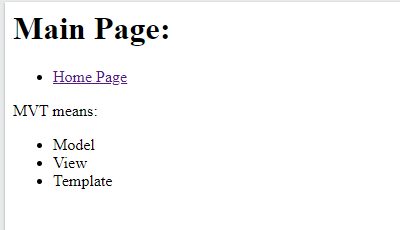 Main Page:
Home Page
MVT means:
Model
View
Template